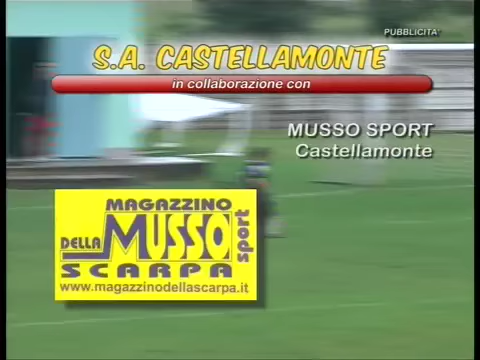 PUBBLICITA'
S.A. CASTELLAMONTE
in collaborazione con
MUSSO SPORT
Castellamonte
MAGAZZINO
DELLA MUSSO sport
SCARPA
www.magazzinodellascarpa.it